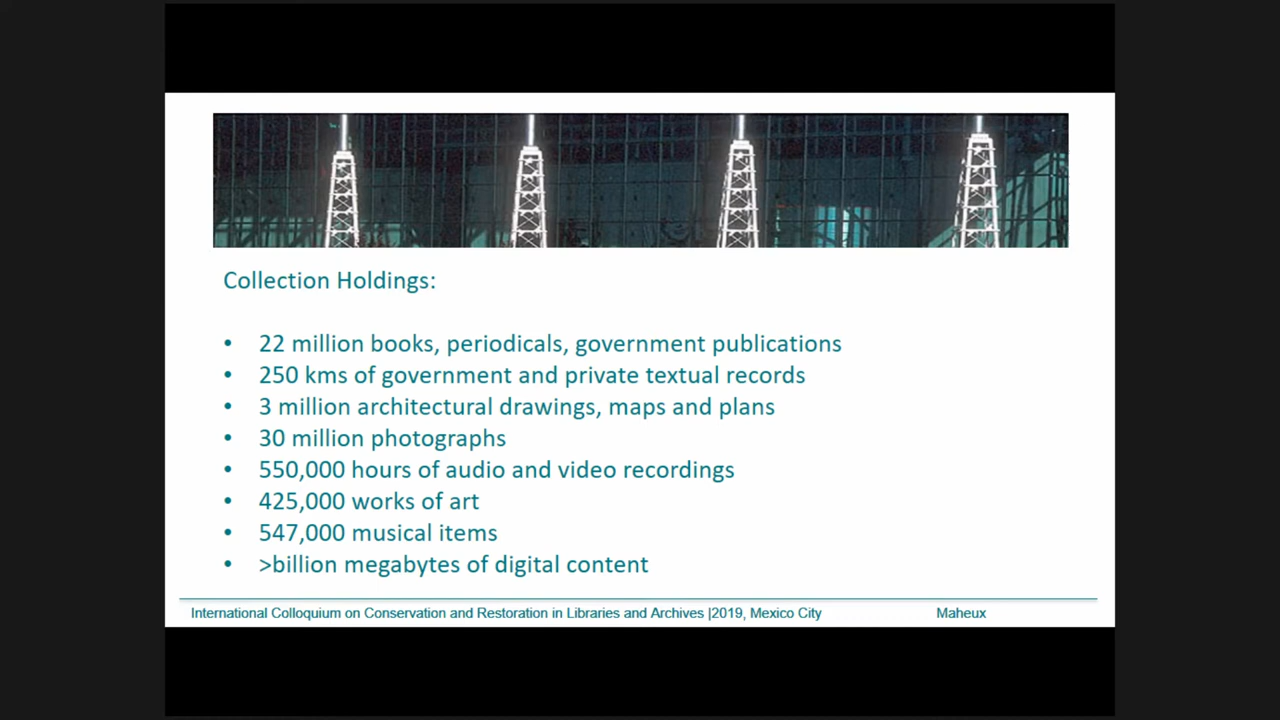 Collection Holdings:
• 22 million books, periodicals, government publications
• 250 kms of government and private textual records
• 3 million architectural drawings, maps and plans
• 30 million photographs
• 550,000 hours of audio and video recordings
• 425,000 works of art
• 547,000 musical items
• >billion megabytes of digital content
International Colloquium on Conservation and Restoration in Libraries and Archives |2019, Mexico City Maheux